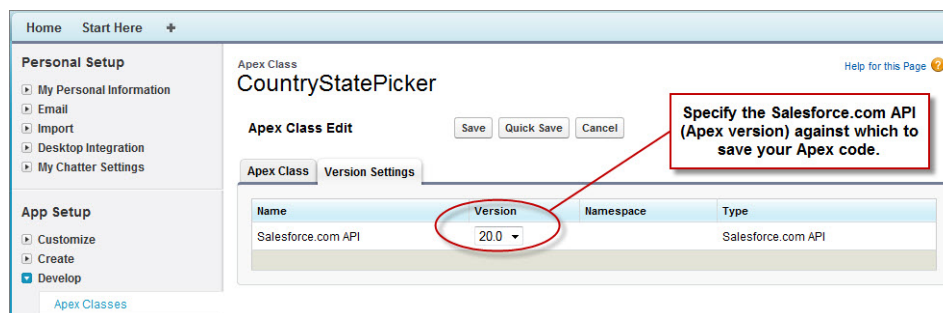 Home Start Here +
Personal Setup
My Personal Information
Email
Import
Desktop Integration
My Chatter Settings
App Setup
Customize
Create
Develop
Apex Classes
Apex Class
CountryStatePicker
Help for this Page ?
Apex Class Edit Save Quick Save Cancel
Specify the Salesforce.com API
(Apex version) against which to
save your Apex code.
Apex Class Version Settings
Name Version Namespace Type
Salesforce.com API 20.0 Salesforce.com API